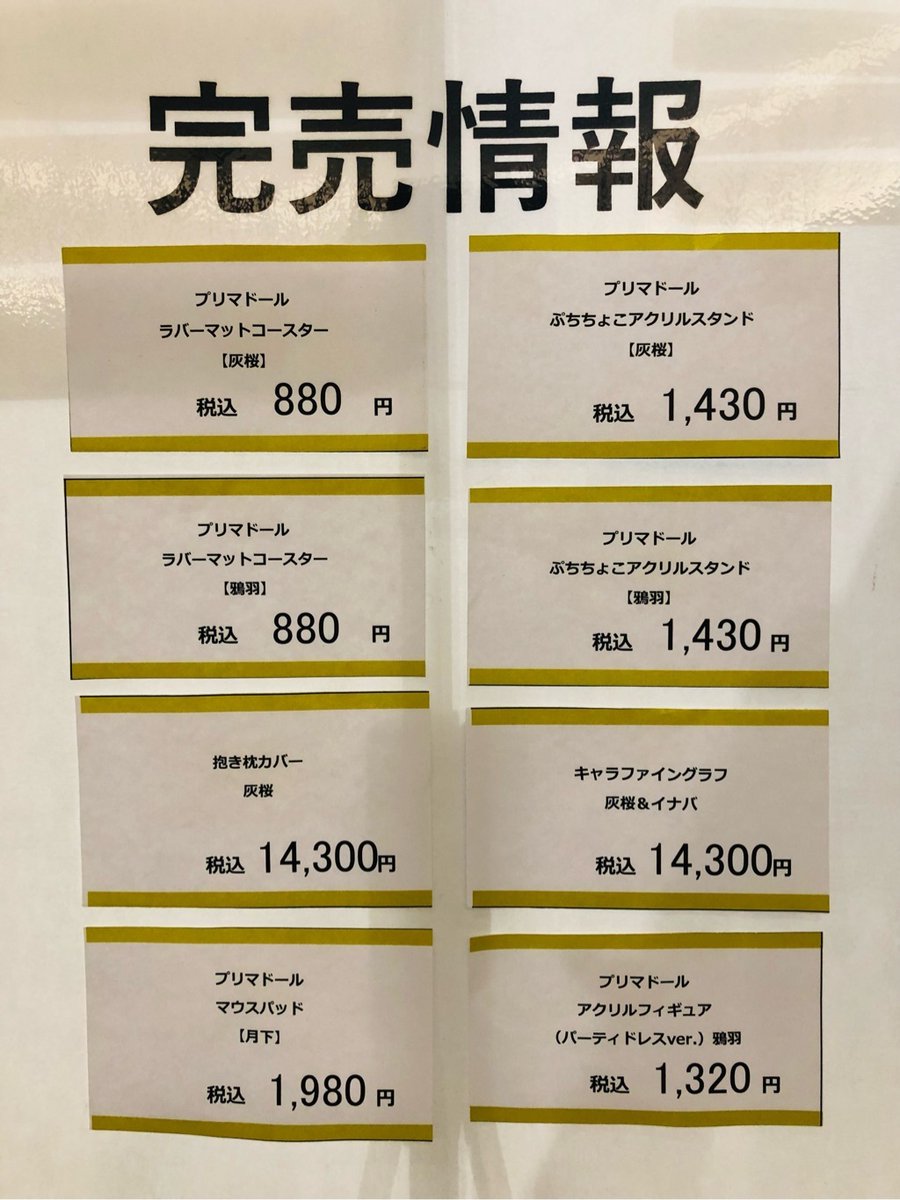 完売情報
プリマドール
ラバーマットコースター
【灰桜】
税込 880 円
プリマドール
ぷちちょこアクリルスタンド
【灰桜】
税込 1,430 円
プリマドール
ラバーマットコースター
【鴉羽】
税込 880 円
プリマドール
ぷちちょこアクリルスタンド
【鴉羽】
税込 1,430 円
抱き枕カバー
灰桜
税込 14,300円
キャラファイングラフ
灰桜&イナバ
税込 14,300円
プリマドール
マウスパッド
【月下】
税込 1,980 円
プリマドール
アクリルフィギュア
（パーティドレスver.）鴉羽
税込 1,320 円